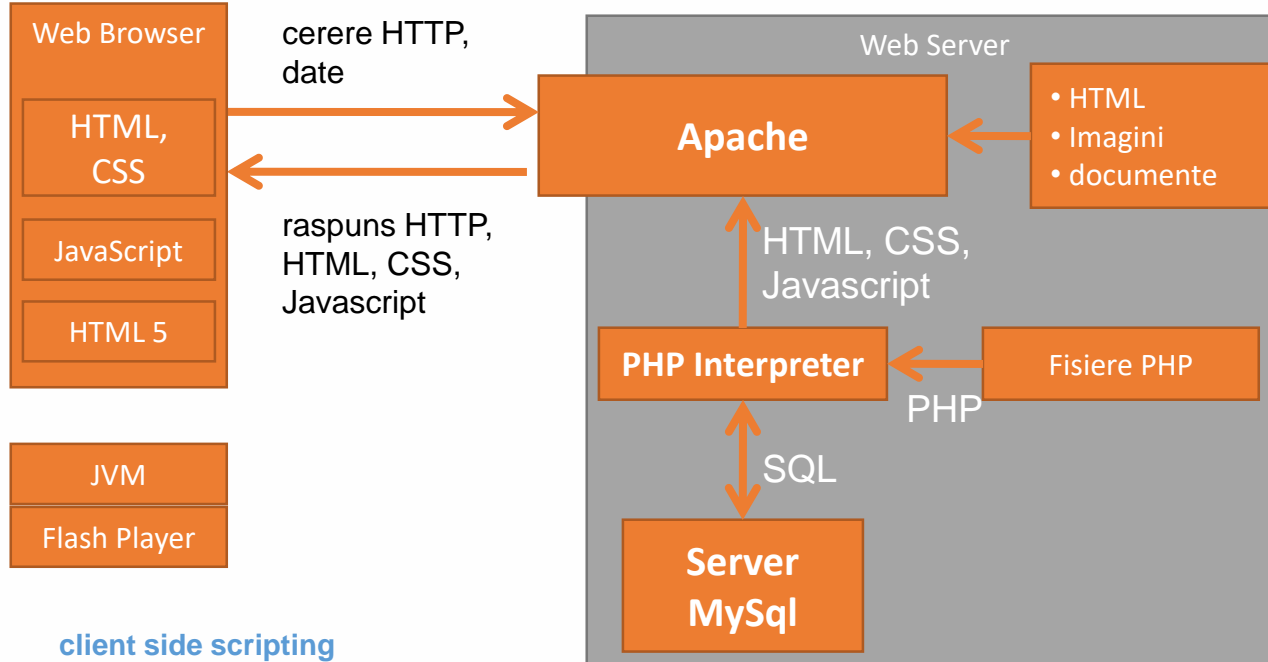 Web Browser
HTML,
CSS
JavaScript
HTML 5
JVM
Flash Player
client side scripting
cerere HTTP,
date
raspuns HTTP,
HTML, CSS,
Javascript
Web Server
Apache
• HTML
• Imagini
• documente
HTML, CSS,
Javascript
PHP Interpreter
Fisiere PHP
PHP
SQL
Server
MySql